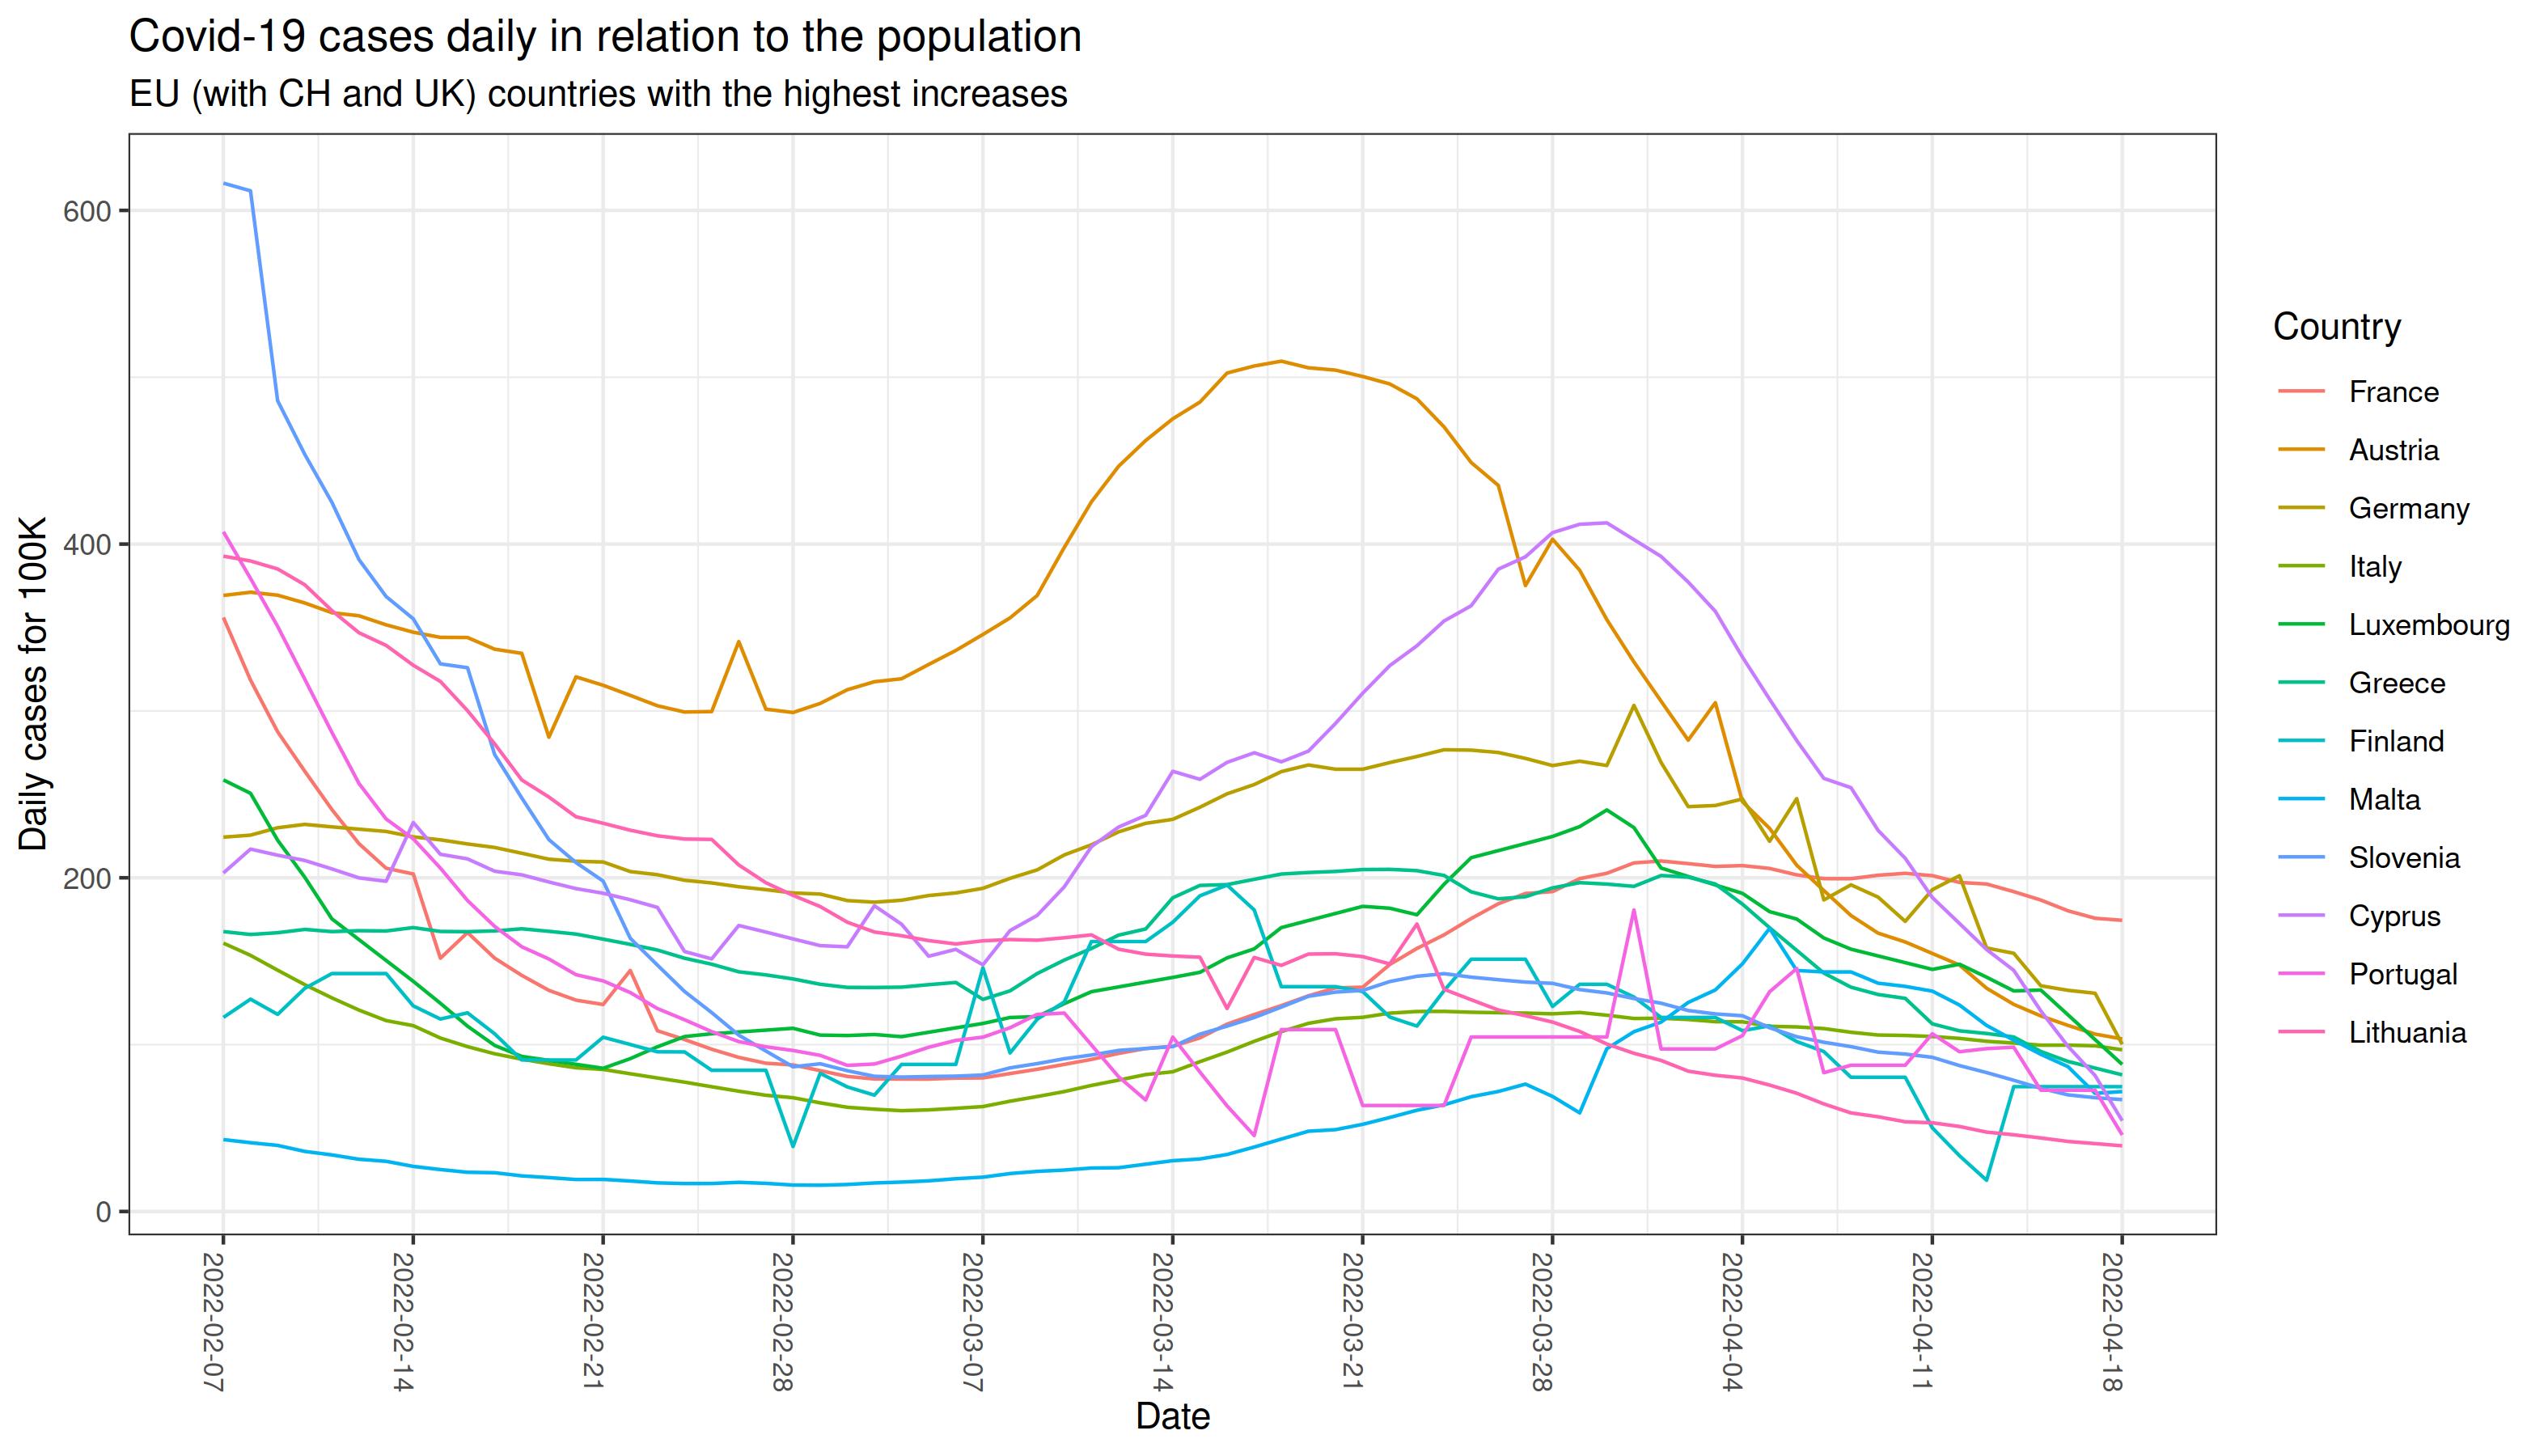 Covid-19 cases daily in relation to the population
EU (with CH and UK) countries with the highest increases
Daily cases for 100K
600
400
200
0
2022-02-07
2022-02-14
2022-02-21
2022-02-28
2022-03-07
2022-03-14
2022-03-21
2022-03-28
2022-04-04
2022-04-11
2022-04-18
Date
Country
France
Austria
Germany
Italy
Luxembourg
Greece
Finland
Malta
Slovenia
Cyprus
Portugal
Lithuania